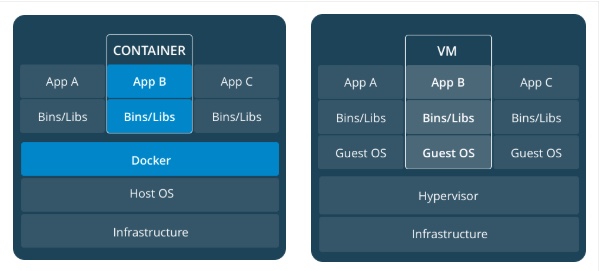 CONTAINER
App A App B App C
Bins/Libs Bins/Libs Bins/Libs
Docker
Host OS
Infrastructure
VM
App A App B App C
Bins/Libs Bins/Libs Bins/Libs
Guest OS Guest OS Guest OS
Hypervisor
Infrastructure